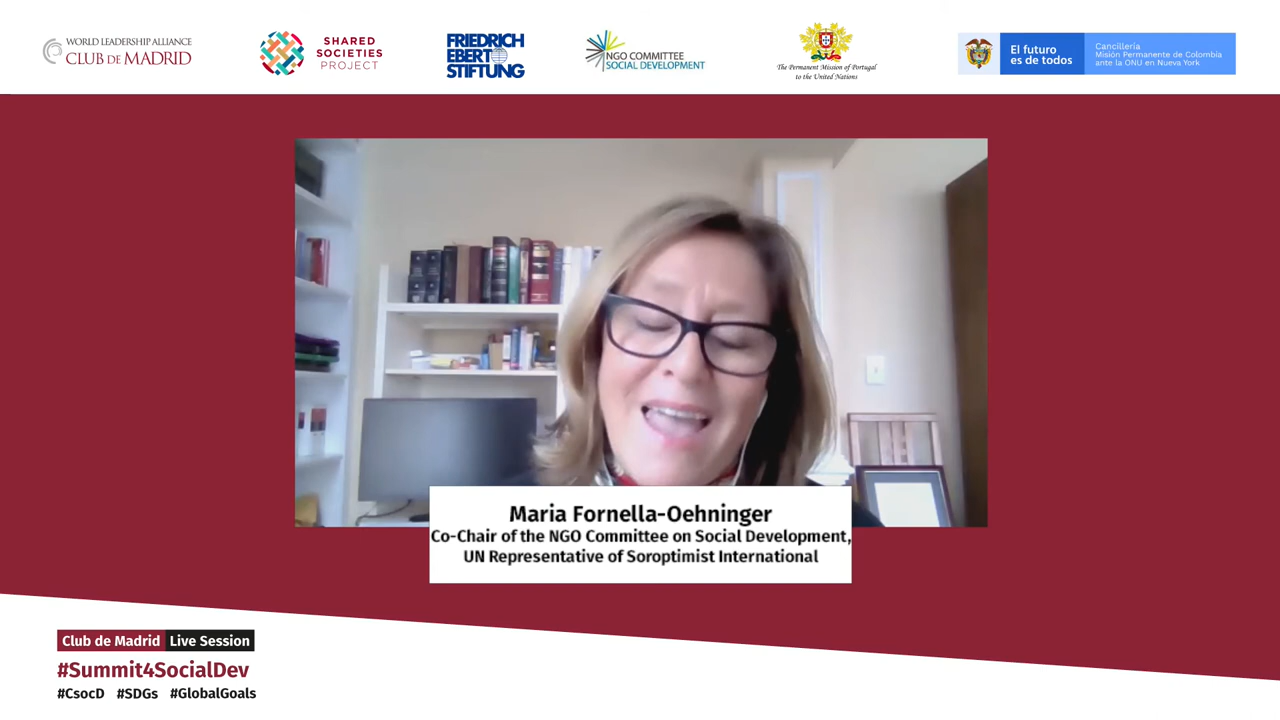 WORLD LEADERSHIP ALLIANCE
CLUB DE MADRID
SHARED
SOCIETIES
PROJECT
FRIEDRICH
EBERT
STIFTUNG
NGO COMMITTEE
SOCIAL DEVELOPMENT
The Permanent Mission of Portugal
to the United Nations
El futuro
es de todos
Cancillería
Misión Permanente de Colombia
ante la ONU en Nueva York
Maria Fornella-Oehninger
Co-Chair of the NGO Committee on Social Development,
UN Representative of Soroptimist International
Club de Madrid Live Session
#Summit4SocialDev
#CsocD #SDGs #GlobalGoals